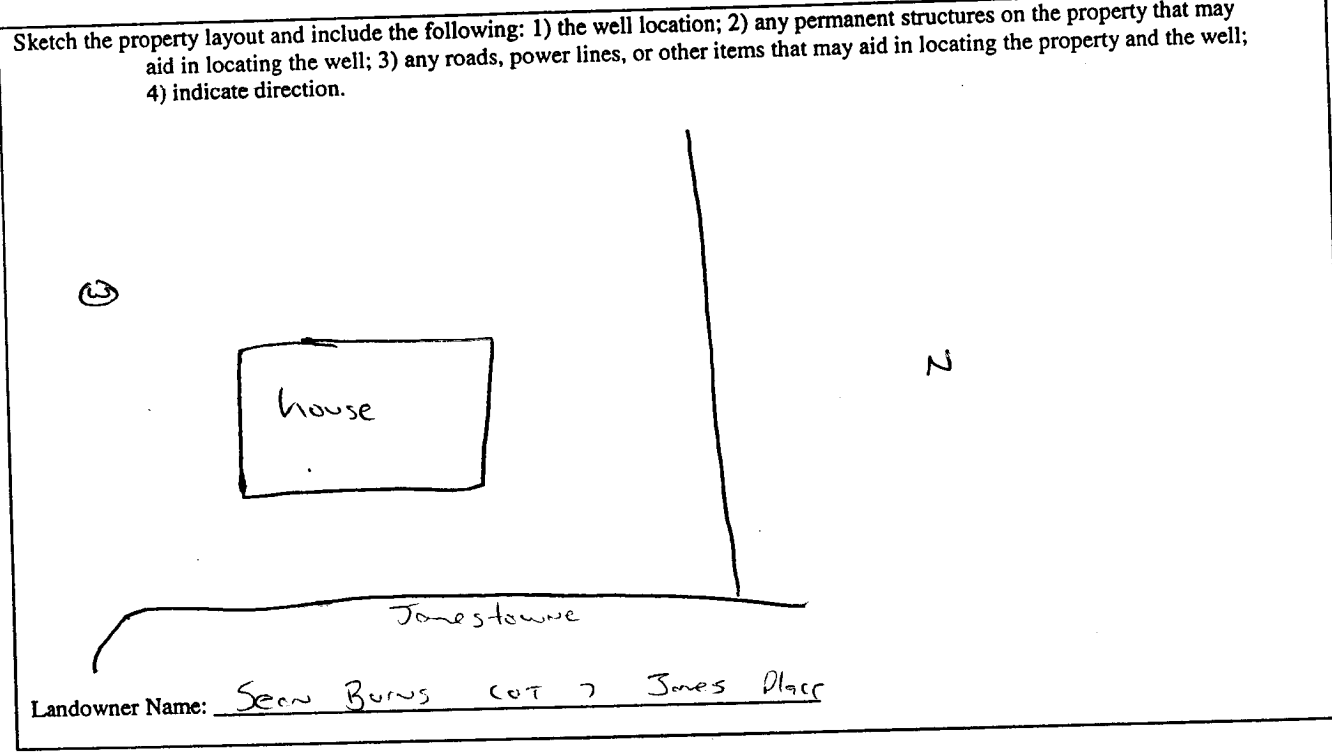 Sketch the property layout and include the following: 1) the well location; 2) any permanent structures on the property that may
aid in locating the well; 3) any roads, power lines, or other items that may aid in locating the property and the well;
4) indicate direction.
W
N
house
Jamestowne
Landowner Name: Sean Burns LOT 7 James Place